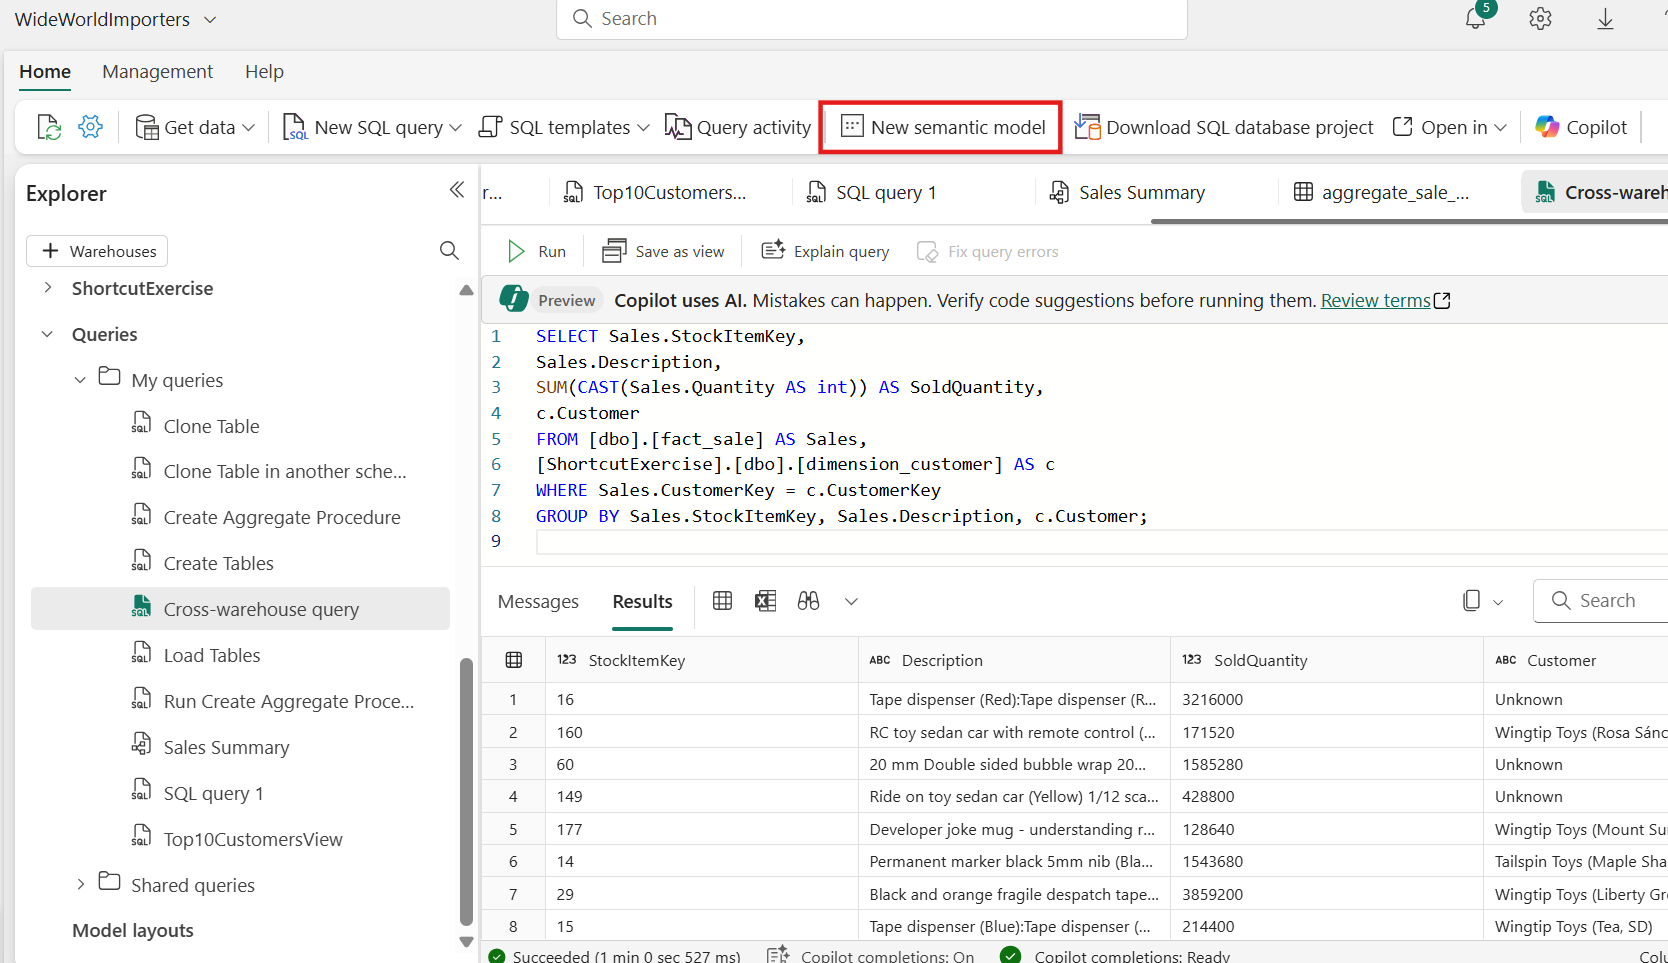 WideWorldImporters
Search
5
Home Management Help
Get data New SQL query SQL templates Query activity New semantic model Download SQL database project Open in Copilot
Explorer
Warehouses
ShortcutExercise
Queries
My queries
Clone Table
Clone Table in another sche...
Create Aggregate Procedure
Create Tables
Cross-warehouse query
Load Tables
Run Create Aggregate Proce...
Sales Summary
SQL query 1
Top10CustomersView
Shared queries
Model layouts
r... Top10Customers... SQL query 1 Sales Summary aggregate_sale_... Cross-wareh
Run Save as view Explain query Fix query errors
Preview Copilot uses AI. Mistakes can happen. Verify code suggestions before running them. Review terms
1 SELECT Sales.StockItemKey,
2 Sales.Description,
3 SUM(CAST(Sales.Quantity AS int)) AS SoldQuantity,
4 c.Customer
5 FROM [dbo].[fact_sale] AS Sales,
6 [ShortcutExercise].[dbo].[dimension_customer] AS c
7 WHERE Sales.CustomerKey = c.CustomerKey
8 GROUP BY Sales.StockItemKey, Sales.Description, c.Customer;
9
Messages Results Search
123 StockItemKey ABC Description 123 SoldQuantity ABC Customer
1 16 Tape dispenser (Red):Tape dispenser (R... 3216000 Unknown
2 160 RC toy sedan car with remote control (... 171520 Wingtip Toys (Rosa Sánc
3 60 20 mm Double sided bubble wrap 20... 1585280 Unknown
4 149 Ride on toy sedan car (Yellow) 1/12 sca... 428800 Unknown
5 177 Developer joke mug - understanding r... 128640 Wingtip Toys (Mount Su
6 14 Permanent marker black 5mm nib (Bla... 1543680 Tailspin Toys (Maple Sha
7 29 Black and orange fragile despatch tape... 3859200 Wingtip Toys (Liberty Gr
8 15 Tape dispenser (Blue):Tape dispenser (... 214400 Wingtip Toys (Tea, SD)
Succeeded (1 min 0 sec 527 ms) Copilot completions: On Copilot completions: Ready Colu